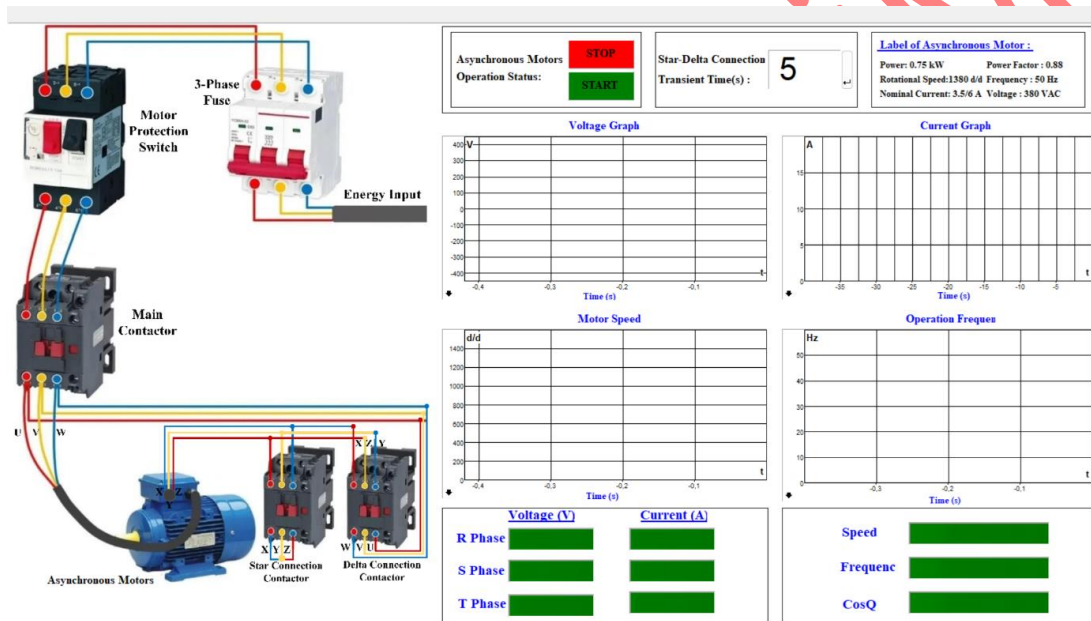 Asynchronous Motors
Operation Status:
STOP
START
Star-Delta Connection
Transient Time(s) :
5
Label of Asynchronous Motor :
Power: 0.75 kW Power Factor : 0.88
Rotational Speed:1380 d/d Frequency : 50 Hz
Nominal Current: 3.5/6 A Voltage : 380 VAC
3-Phase
Fuse
Motor
Protection
Switch
Energy Input
Main
Contactor
U V W
X Z Y
X Z
Y
X Y Z
W V U
Star Connection
Contactor
Delta Connection
Contactor
Asynchronous Motors
Voltage Graph
V
400
300
200
100
0
-100
-200
-300
-400
t
-0,4 -0,3 -0,2 -0,1
Time (s)
Current Graph
A
15
10
5
0
t
-35 -30 -25 -20 -15 -10 -5
Time (s)
Motor Speed
d/d
1400
1200
1000
800
600
400
200
t
-0,4 -0,3 -0,2 -0,1
Time (s)
Operation Frequen
Hz
50
40
30
20
10
0
t
-0,3 -0,2 -0,1
Time (s)
Voltage (V) Current (A)
R Phase
S Phase
T Phase
Speed
Frequenc
CosQ